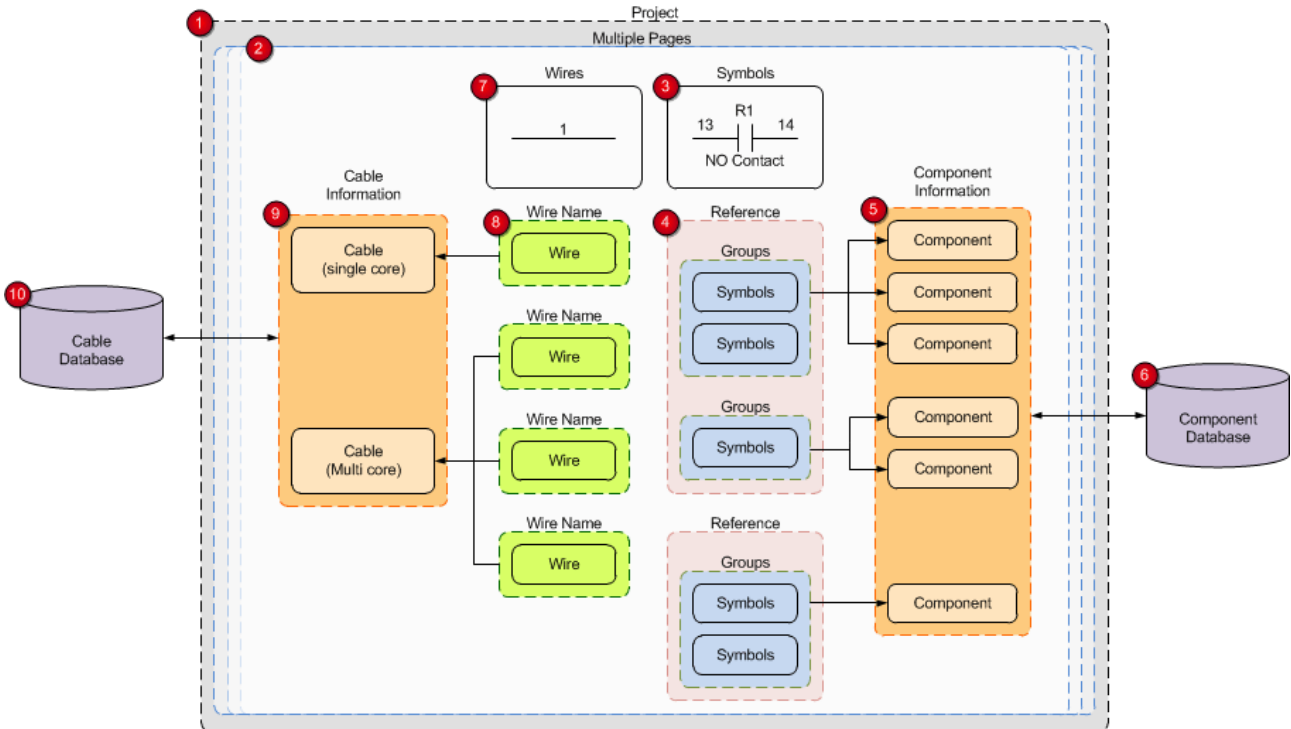 Project
1
Multiple Pages
2
Wires
Symbols
7
3
1
R1
13
14
NO Contact
Cable
Information
Component
Information
9
Wire Name
8
Reference
4
5
Cable
(single core)
Wire
Groups
Symbols
Symbols
Component
Component
Component
10
Cable
Database
Wire Name
Wire
6
Component
Database
Cable
(Multi core)
Wire Name
Wire
Groups
Symbols
Component
Component
Wire Name
Wire
Reference
Groups
Symbols
Symbols
Component